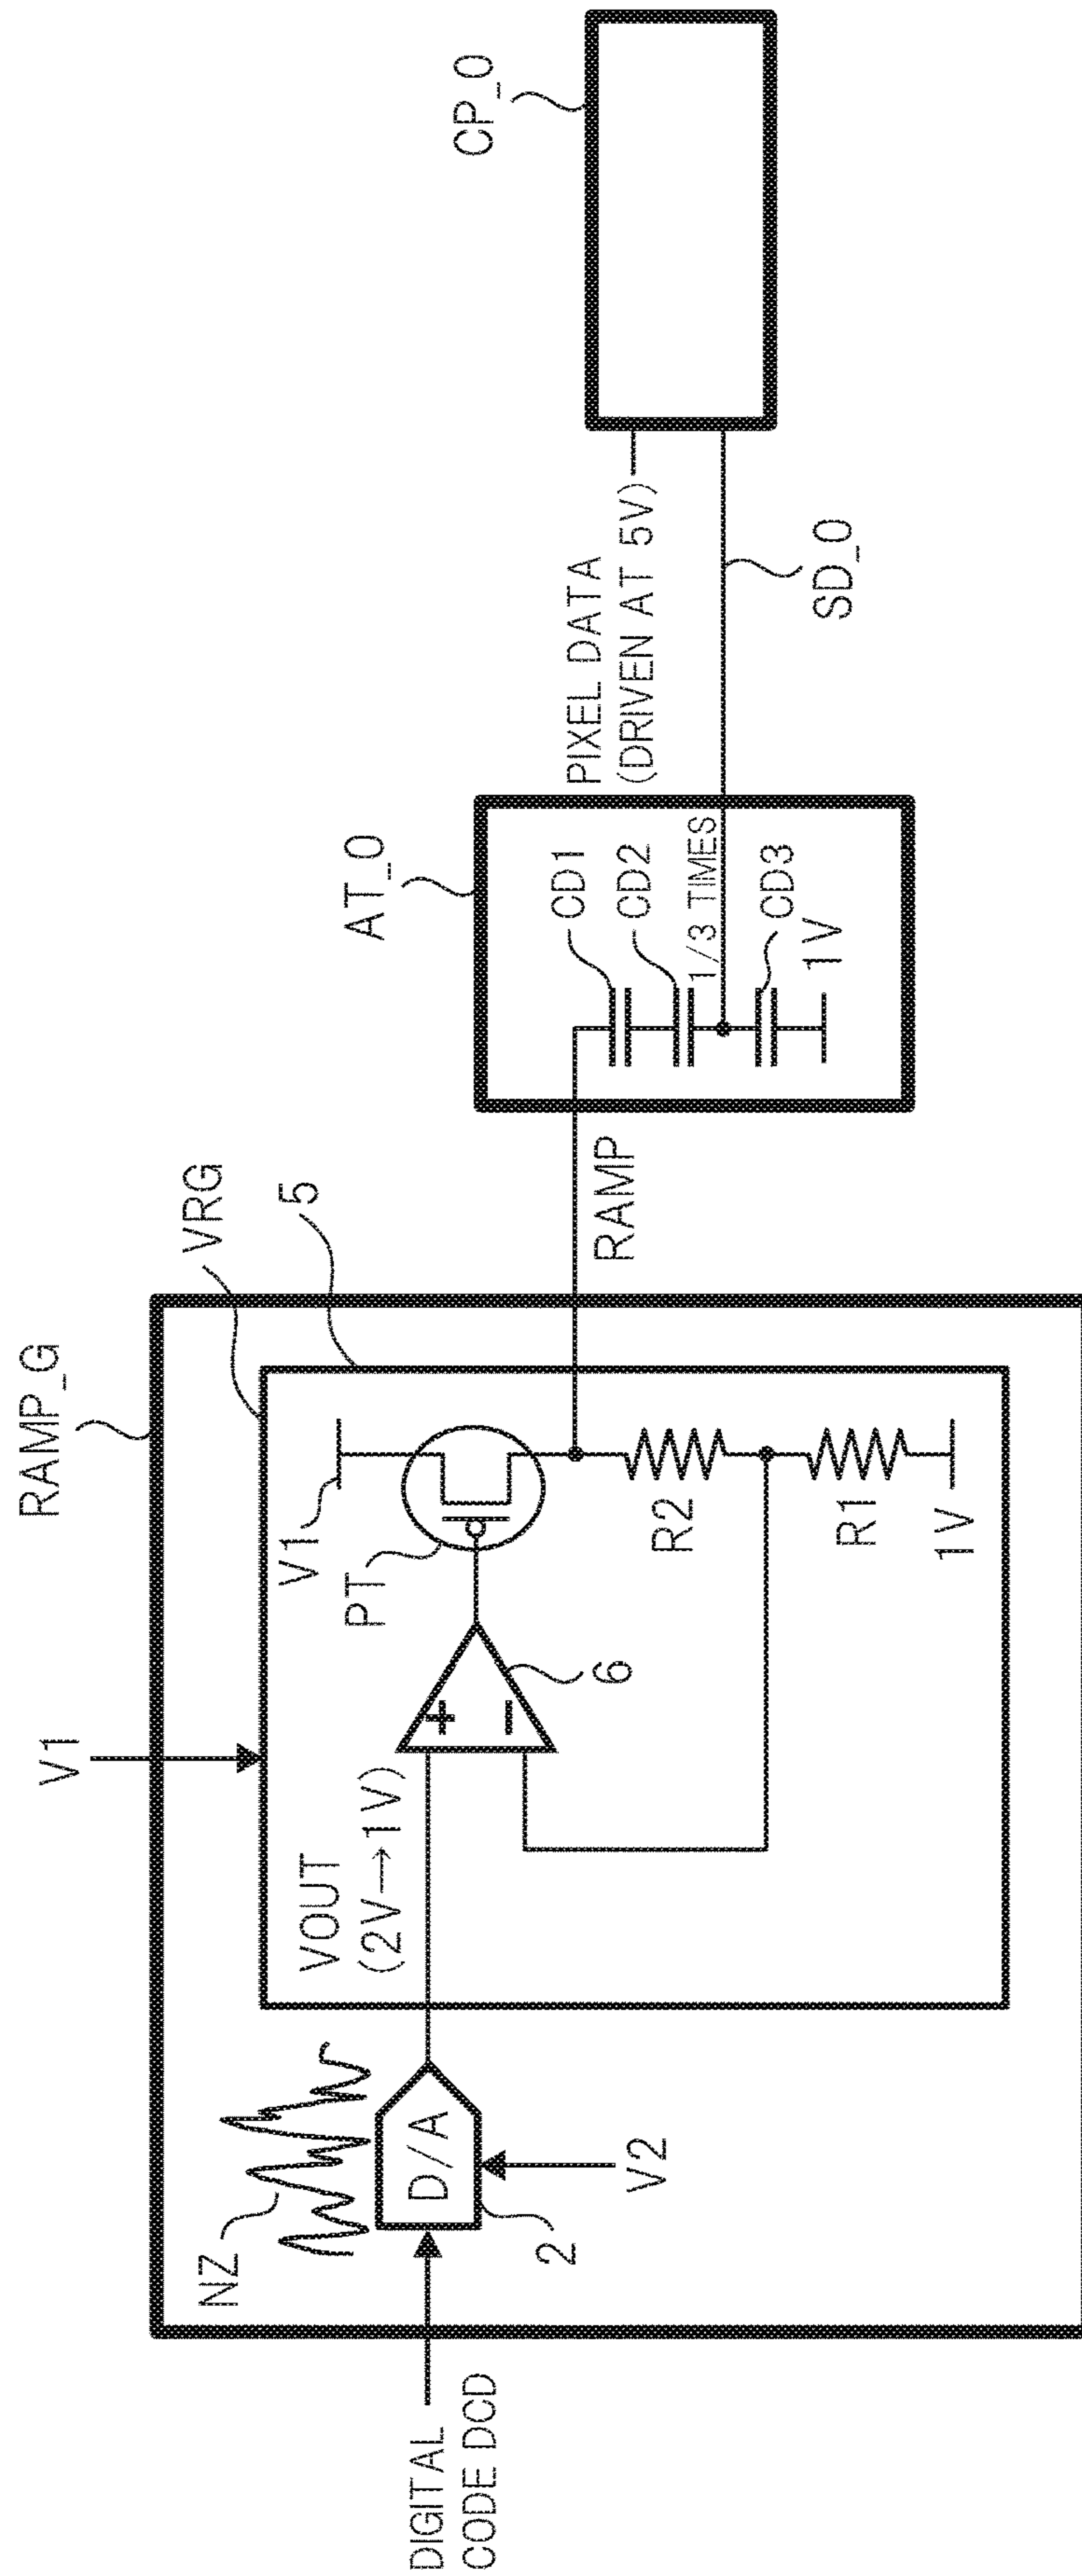 RAMP_G
VRG
5
V1
V1
PT
VOUT
(2V→1V)
+
−
6
R2
R1
1V
NZ
D/A
2
V2
DIGITAL
CODE DCD
RAMP
AT_0
CD1
CD2
1/3 TIMES
CD3
1V
PIXEL DATA
(DRIVEN AT 5V)
SD_0
CP_0